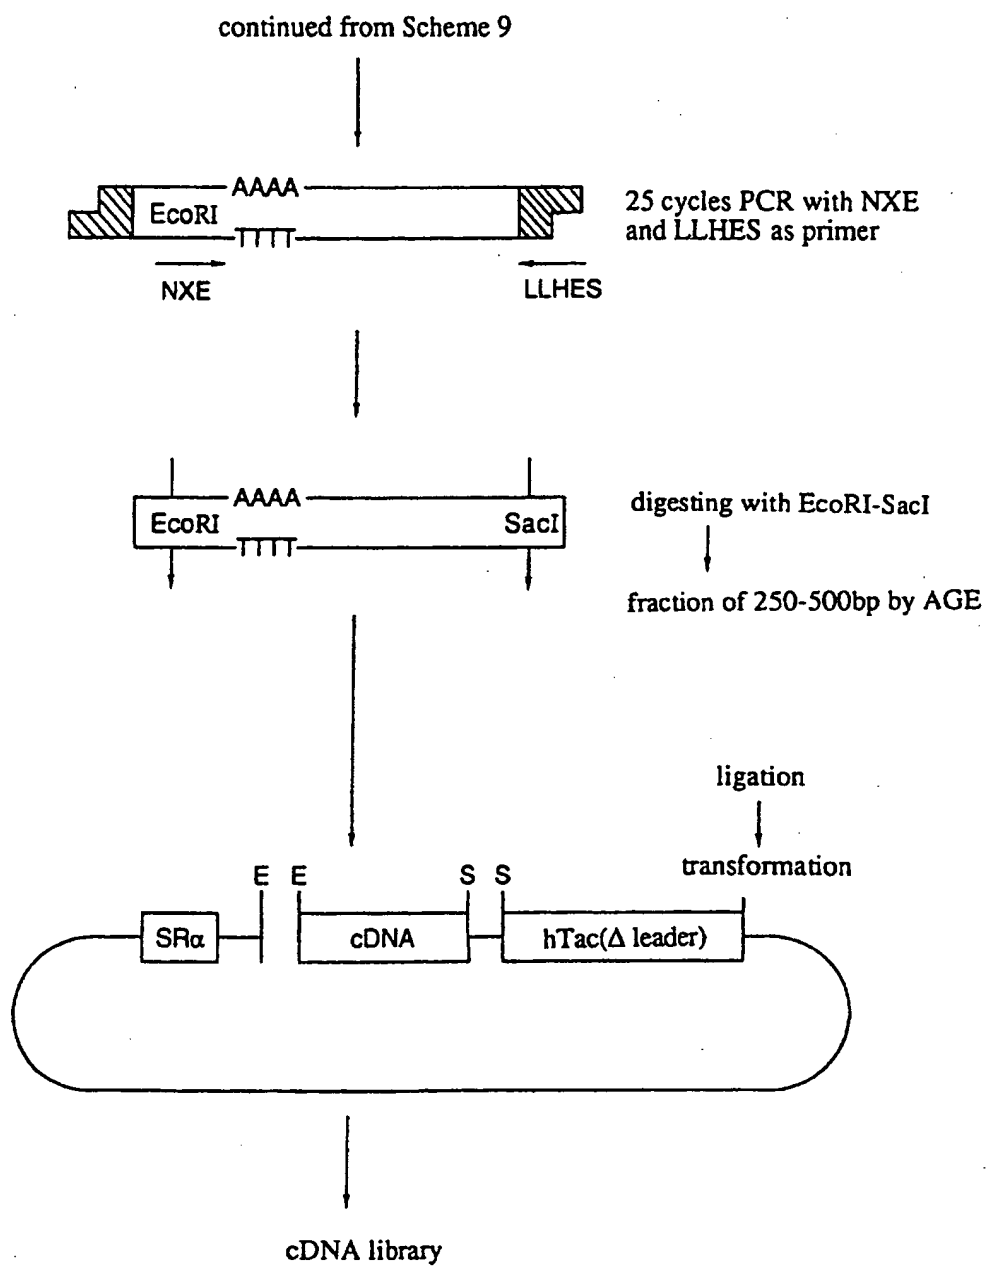 continued from Scheme 9
AAAA
EcoRI
TTTT
25 cycles PCR with NXE
and LLHES as primer
NXE
LLHES
AAAA
EcoRI
SacI
TTTT
digesting with EcoRI-SacI
fraction of 250-500bp by AGE
ligation
transformation
E E S S
SRα
cDNA
hTac(Δ leader)
cDNA library